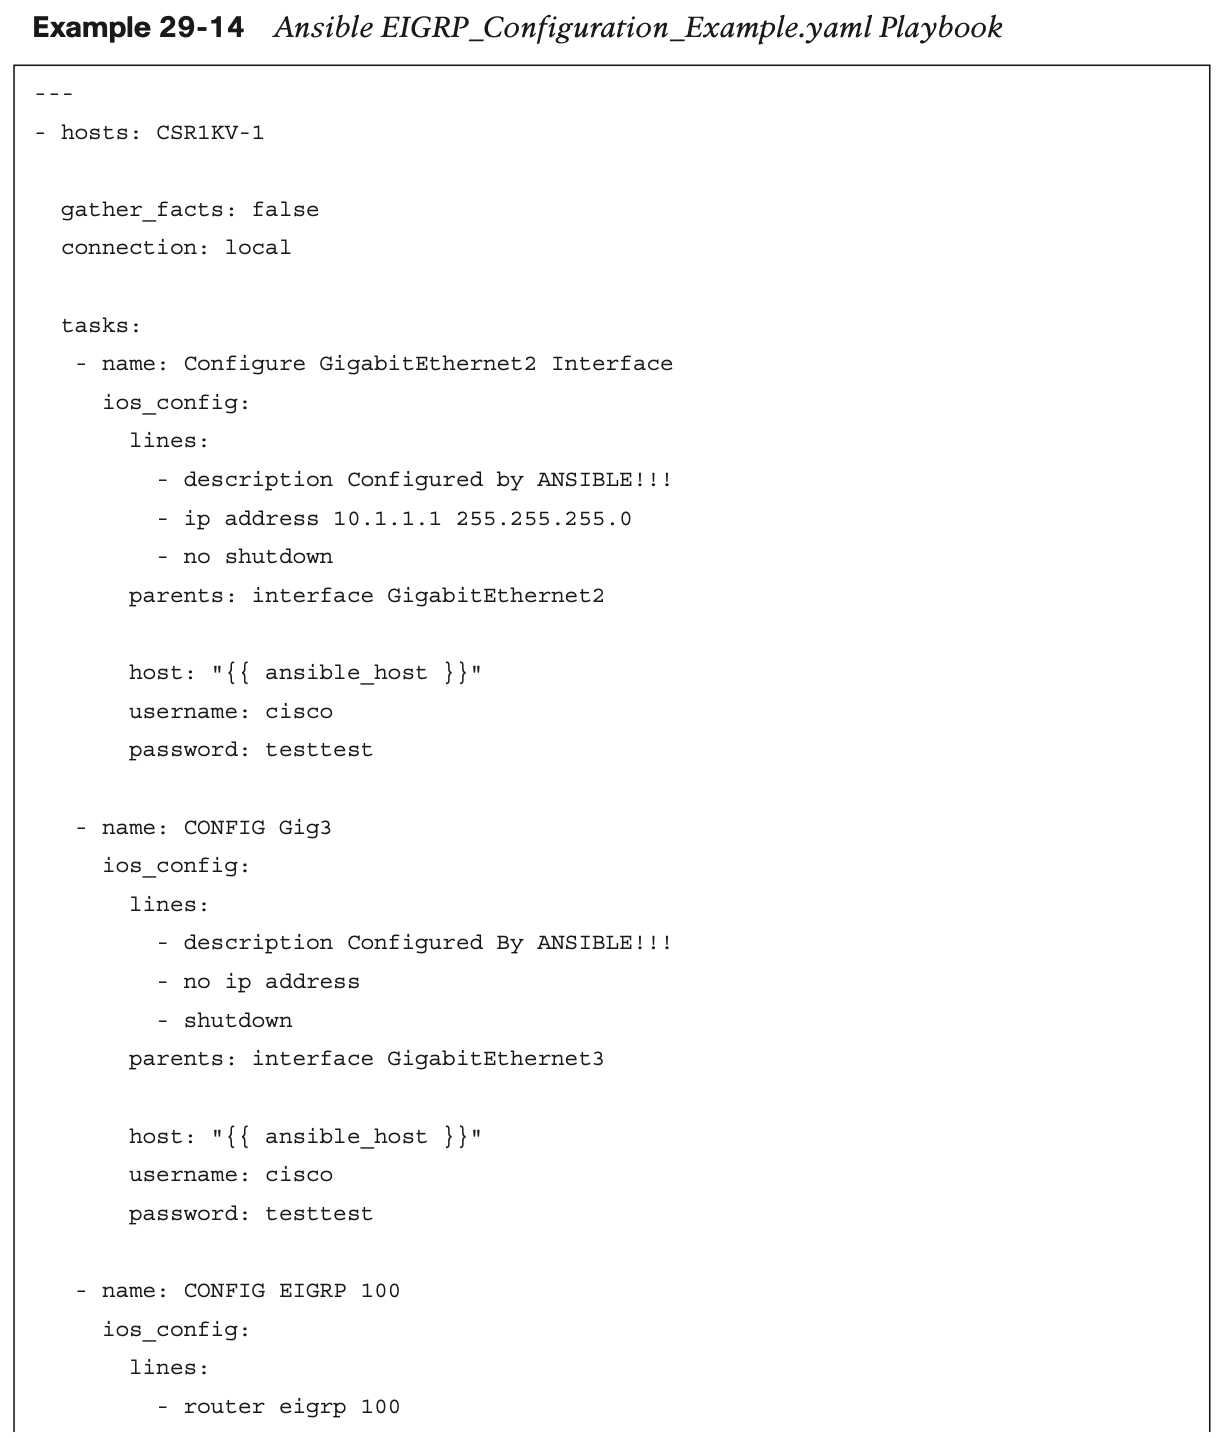 Example 29-14 Ansible EIGRP_Configuration_Example.yaml Playbook
---
- hosts: CSR1KV-1
gather_facts: false
connection: local
tasks:
- name: Configure GigabitEthernet2 Interface
ios_config:
lines:
- description Configured by ANSIBLE!!!
- ip address 10.1.1.1 255.255.255.0
- no shutdown
parents: interface GigabitEthernet2
host: "{{ ansible_host }}"
username: cisco
password: testtest
- name: CONFIG Gig3
ios_config:
lines:
- description Configured By ANSIBLE!!!
- no ip address
- shutdown
parents: interface GigabitEthernet3
host: "{{ ansible_host }}"
username: cisco
password: testtest
- name: CONFIG EIGRP 100
ios_config:
lines:
- router eigrp 100